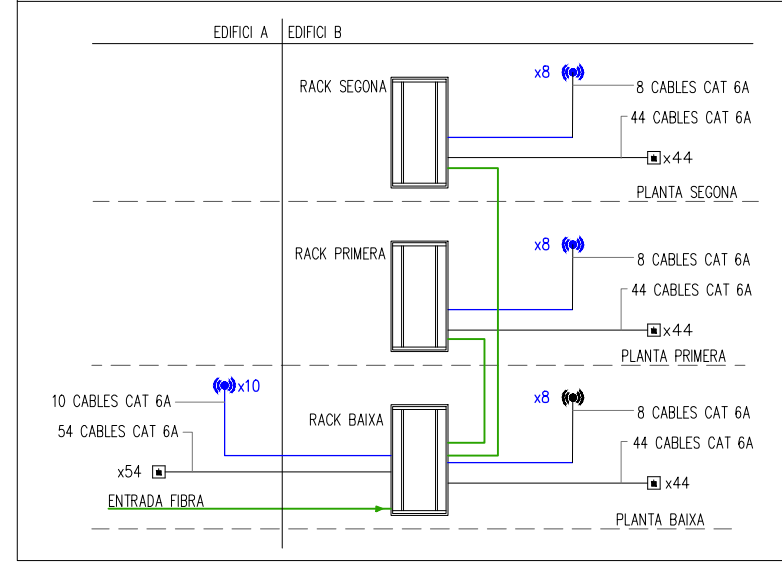 EDIFICI A EDIFICI B
RACK SEGONA
x8
8 CABLES CAT 6A
44 CABLES CAT 6A
x44
PLANTA SEGONA
RACK PRIMERA
x8
8 CABLES CAT 6A
44 CABLES CAT 6A
x44
PLANTA PRIMERA
x10
10 CABLES CAT 6A
54 CABLES CAT 6A
x54
ENTRADA FIBRA
RACK BAIXA
x8
8 CABLES CAT 6A
44 CABLES CAT 6A
x44
PLANTA BAIXA